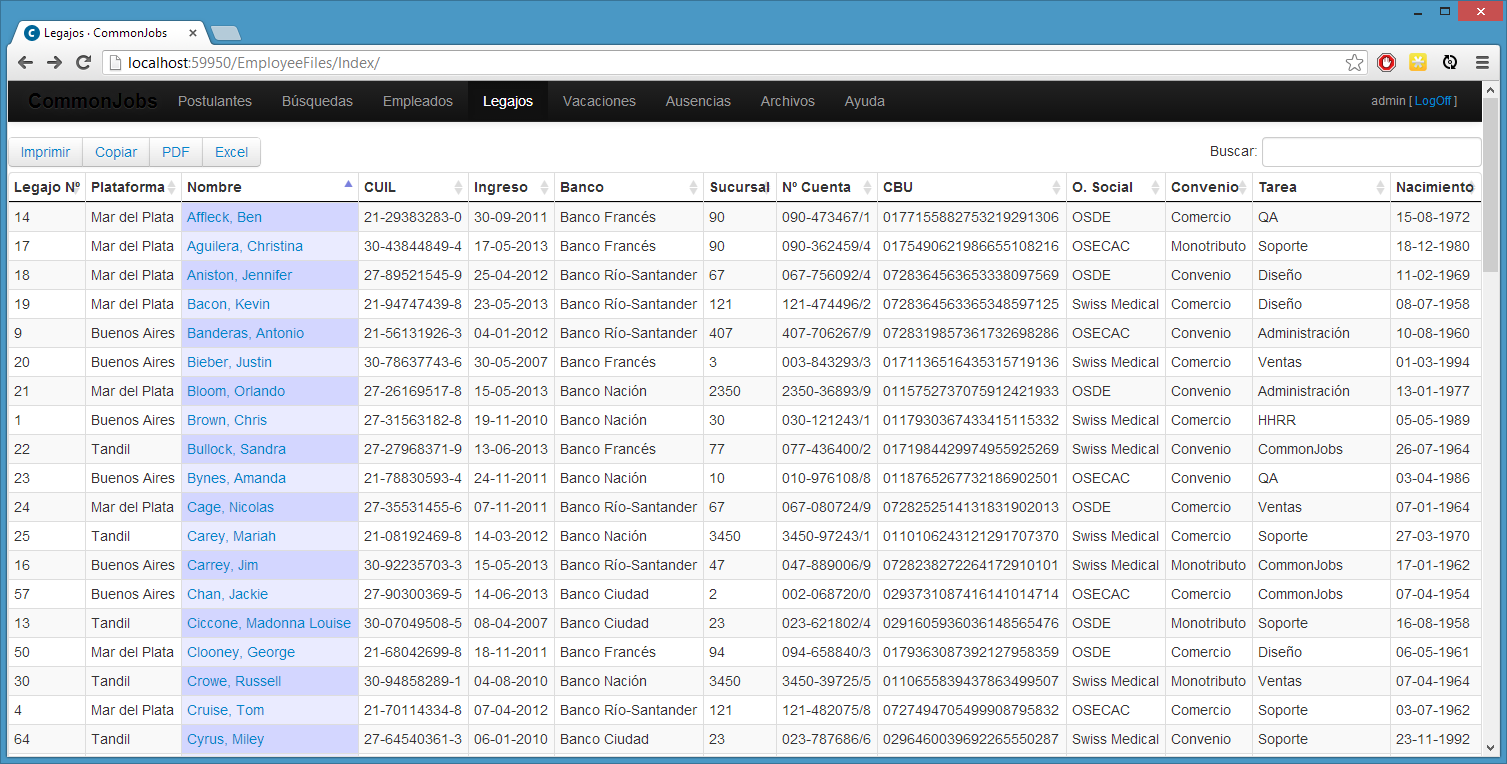 Legajos · CommonJobs
localhost:59950/EmployeeFiles/Index/
CommonJobs Postulantes Búsquedas Empleados Legajos Vacaciones Ausencias Archivos Ayuda admin [ LogOff ]
Imprimir Copiar PDF Excel Buscar:
Legajo Nº Plataforma Nombre CUIL Ingreso Banco Sucursal Nº Cuenta CBU O. Social Convenio Tarea Nacimiento
14 Mar del Plata Affleck, Ben 21-29383283-0 30-09-2011 Banco Francés 90 090-473467/1 0177155882753219291306 OSDE Comercio QA 15-08-1972
17 Mar del Plata Aguilera, Christina 30-43844849-4 17-05-2013 Banco Francés 90 090-362459/4 0175490621986655108216 OSECAC Monotributo Soporte 18-12-1980
18 Mar del Plata Aniston, Jennifer 27-89521545-9 25-04-2012 Banco Río-Santander 67 067-756092/4 0728364563653338097569 OSDE Convenio Diseño 11-02-1969
19 Mar del Plata Bacon, Kevin 21-94747439-8 23-05-2013 Banco Río-Santander 121 121-474496/2 0728364563365348597125 Swiss Medical Comercio Diseño 08-07-1958
9 Buenos Aires Banderas, Antonio 21-56131926-3 04-01-2012 Banco Río-Santander 407 407-706267/9 0728319857361732698286 OSECAC Convenio Administración 10-08-1960
20 Buenos Aires Bieber, Justin 30-78637743-6 30-05-2007 Banco Francés 3 003-843293/3 0171136516435315719136 Swiss Medical Comercio Ventas 01-03-1994
21 Mar del Plata Bloom, Orlando 27-26169517-8 15-05-2013 Banco Nación 2350 2350-36893/9 0115752737075912421933 OSDE Convenio Administración 13-01-1977
1 Buenos Aires Brown, Chris 27-31563182-8 19-11-2010 Banco Nación 30 030-121243/1 0117930367433415115332 Swiss Medical Comercio HHRR 05-05-1989
22 Tandil Bullock, Sandra 27-27968371-9 13-06-2013 Banco Francés 77 077-436400/2 0171984429974955925269 Swiss Medical Convenio CommonJobs 26-07-1964
23 Buenos Aires Bynes, Amanda 21-78830593-4 24-11-2011 Banco Nación 10 010-976108/8 0118765267732186902501 OSECAC Convenio QA 03-04-1986
24 Mar del Plata Cage, Nicolas 27-35531455-6 07-11-2011 Banco Río-Santander 67 067-080724/9 0728252514131831902013 OSDE Comercio Ventas 07-01-1964
25 Tandil Carey, Mariah 21-08192469-8 14-03-2012 Banco Nación 3450 3450-97243/1 0110106243121291707370 Swiss Medical Comercio Soporte 27-03-1970
16 Buenos Aires Carrey, Jim 30-92235703-3 15-05-2013 Banco Río-Santander 47 047-889006/9 0728238272264172910101 Swiss Medical Monotributo CommonJobs 17-01-1962
57 Buenos Aires Chan, Jackie 27-90300369-5 14-06-2013 Banco Ciudad 2 002-068720/0 0293731087416141014714 OSECAC Comercio CommonJobs 07-04-1954
13 Tandil Ciccone, Madonna Louise 30-07049508-5 08-04-2007 Banco Ciudad 23 023-621802/4 0291605936036148565476 OSDE Monotributo Soporte 16-08-1958
50 Mar del Plata Clooney, George 21-68042699-8 18-11-2011 Banco Francés 94 094-658840/3 0179363087392127958359 OSDE Comercio Diseño 06-05-1961
30 Tandil Crowe, Russell 30-94858289-1 04-08-2010 Banco Nación 3450 3450-39725/5 0110655839437863499507 Swiss Medical Monotributo Ventas 07-04-1964
4 Mar del Plata Cruise, Tom 21-70114334-8 07-04-2012 Banco Río-Santander 121 121-482075/8 0727494705499908795832 OSECAC Comercio Soporte 03-07-1962
64 Tandil Cyrus, Miley 27-64540361-3 06-01-2010 Banco Ciudad 23 023-787686/6 0296460039692265550287 Swiss Medical Convenio Soporte 23-11-1992